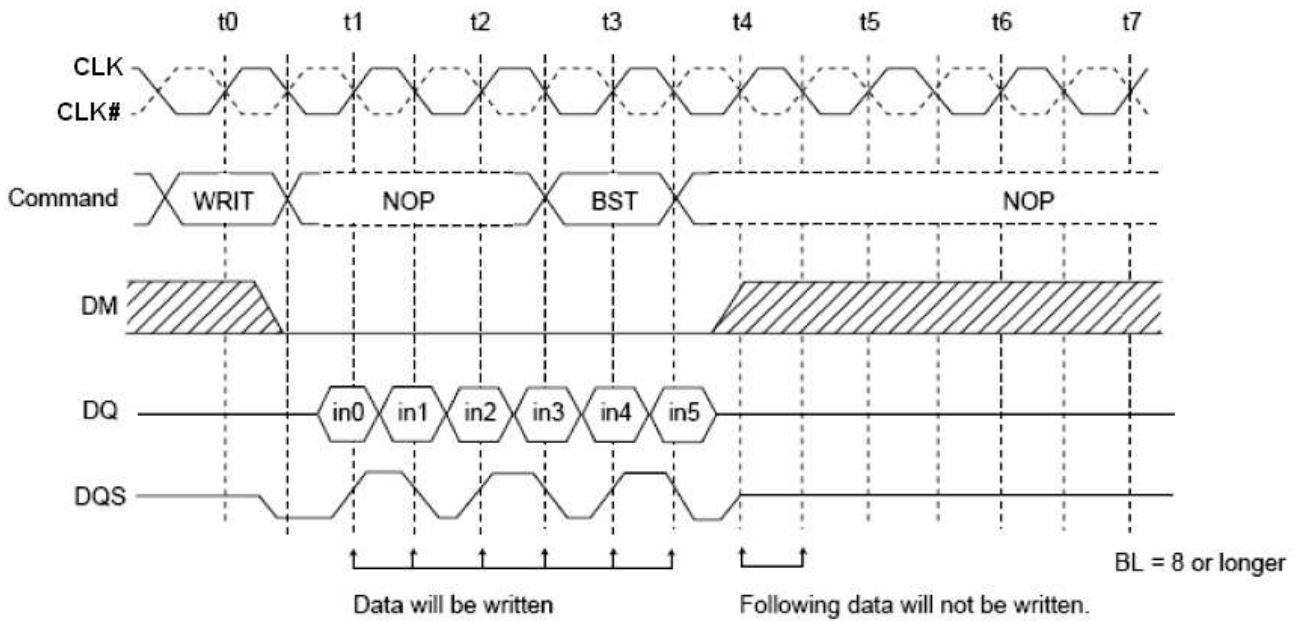 t0 t1 t2 t3 t4 t5 t6 t7
CLK
CLK#
Command WRIT NOP BST NOP
DM
DQ in0 in1 in2 in3 in4 in5
DQS
BL = 8 or longer
Data will be written Following data will not be written.